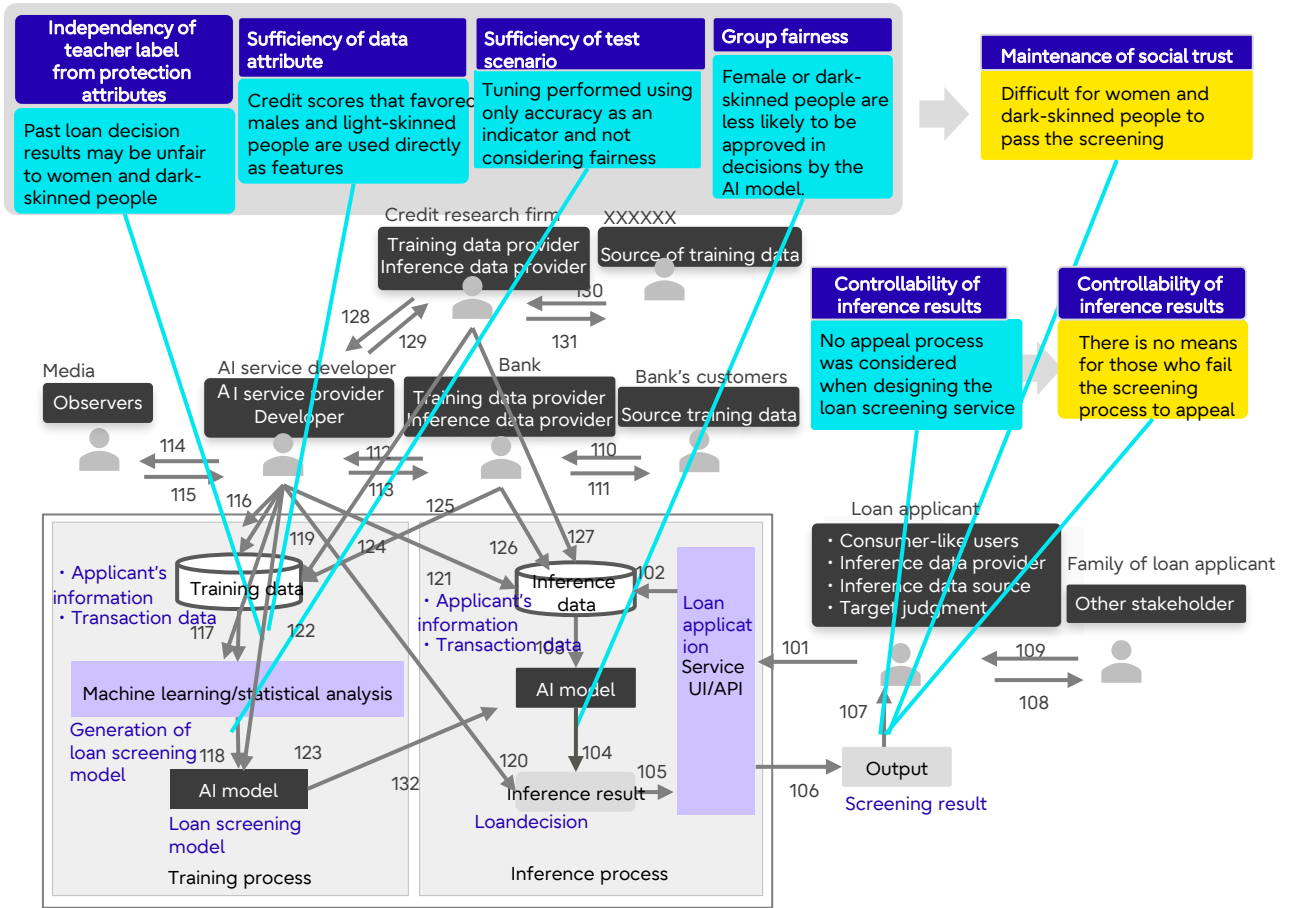 Independency of
teacher label
from protection
attributes
Past loan decision
results may be unfair
to women and dark-
skinned people
Sufficiency of data
attribute
Credit scores that favored
males and light-skinned
people are used directly
as features
Sufficiency of test
scenario
Tuning performed using
only accuracy as an
indicator and not
considering fairness
Group fairness
Female or dark-
skinned people are
less likely to be
approved in
decisions by the
AI model.
Maintenance of social trust
Difficult for women and
dark-skinned people to
pass the screening
Credit research firm
Training data provider
Inference data provider
XXXXXX
Source of training data
Controllability of
inference results
No appeal process
was considered
when designing the
loan screening service
Controllability of
inference results
There is no means
for those who fail
the screening
process to appeal
128
129
130
131
Media
Observers
AI service developer
AI service provider
Developer
Bank
Training data provider
Inference data provider
Bank's customers
Source training data
114
115
112
113
110
111
116
119
124
125
126
127
Loan applicant
・Consumer-like users
・Inference data provider
・Inference data source
・Target judgment
Family of loan applicant
Other stakeholder
Training data
・Applicant's
information
・Transaction data
117
122
121
Inference
data
102
・Applicant's
information
・Transaction data
103
Loan
applicat
ion
Service
UI/API
101
109
108
107
Machine learning/statistical analysis
Generation of
loan screening
model
118
123
AI model
Loan screening
model
132
AI model
104
120
105
Inference result
Loandecision
106
Output
Screening result
Training process
Inference process